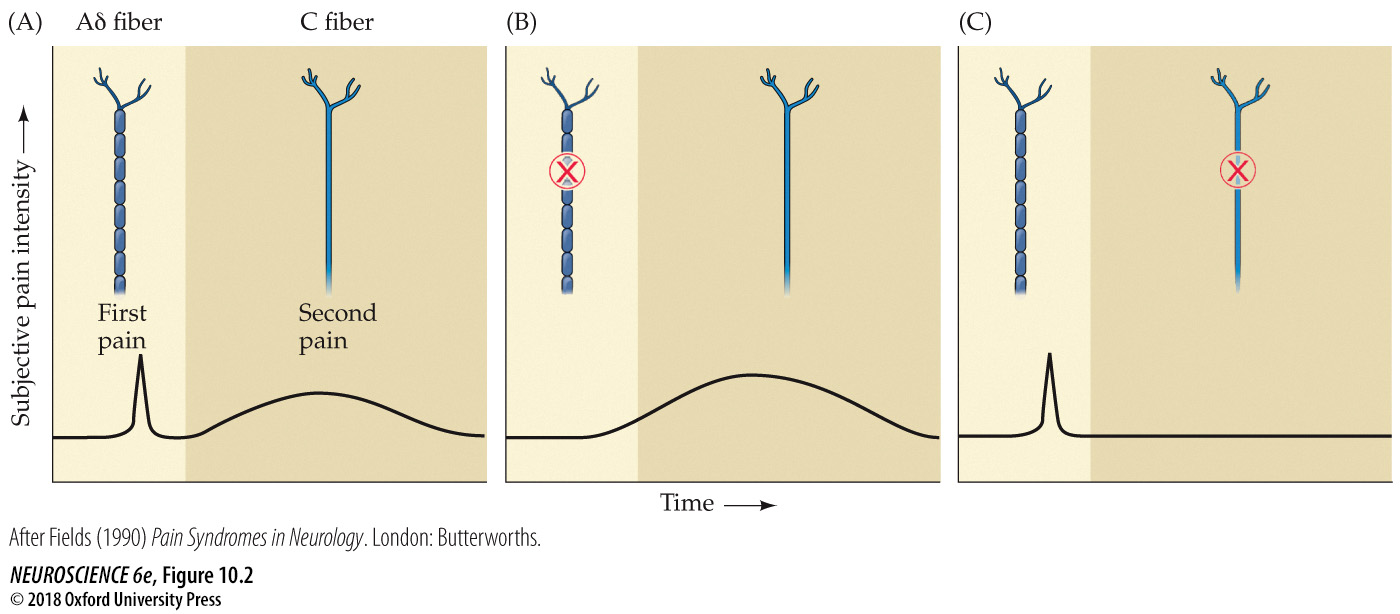 (A)
Aδ fiber
C fiber
(B)
(C)
Subjective pain intensity
First
pain
Second
pain
X
X
Time
After Fields (1990) Pain Syndromes in Neurology. London: Butterworths.
NEUROSCIENCE 6e, Figure 10.2
© 2018 Oxford University Press